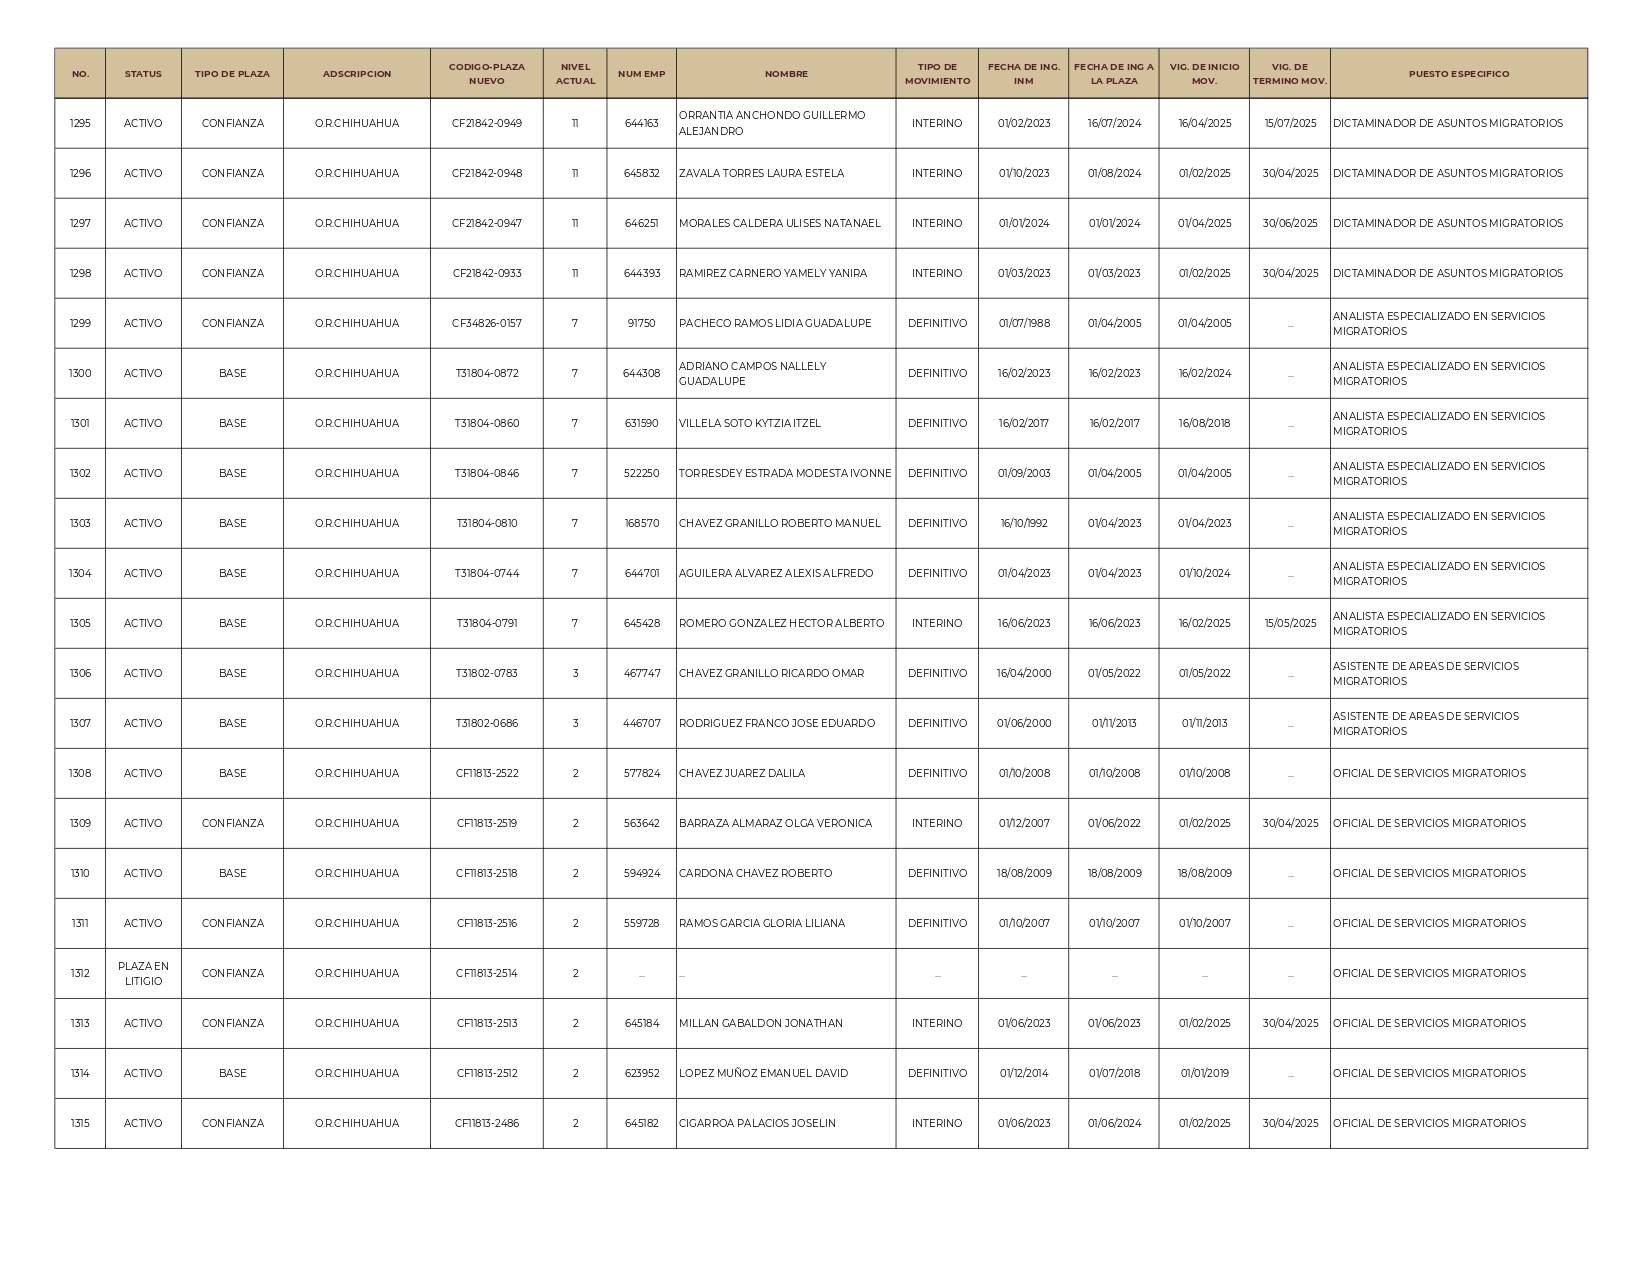 NO. STATUS TIPO DE PLAZA ADSCRIPCION CODIGO-PLAZA NUEVO NIVEL ACTUAL NUM EMP NOMBRE TIPO DE MOVIMIENTO FECHA DE ING. INM FECHA DE ING A LA PLAZA VIG. DE INICIO MOV. VIG. DE TERMINO MOV. PUESTO ESPECIFICO
1295 ACTIVO CONFIANZA O.R.CHIHUAHUA CF21842-0949 11 644163 ORRANTIA ANCHONDO GUILLERMO ALEJANDRO INTERINO 01/02/2023 16/07/2024 16/04/2025 15/07/2025 DICTAMINADOR DE ASUNTOS MIGRATORIOS
1296 ACTIVO CONFIANZA O.R.CHIHUAHUA CF21842-0948 11 645832 ZAVALA TORRES LAURA ESTELA INTERINO 01/10/2023 01/08/2024 01/02/2025 30/04/2025 DICTAMINADOR DE ASUNTOS MIGRATORIOS
1297 ACTIVO CONFIANZA O.R.CHIHUAHUA CF21842-0947 11 646251 MORALES CALDERA ULISES NATANAEL INTERINO 01/01/2024 01/01/2024 01/04/2025 30/06/2025 DICTAMINADOR DE ASUNTOS MIGRATORIOS
1298 ACTIVO CONFIANZA O.R.CHIHUAHUA CF21842-0933 11 644393 RAMIREZ CARNERO YAMELY YANIRA INTERINO 01/03/2023 01/03/2023 01/02/2025 30/04/2025 DICTAMINADOR DE ASUNTOS MIGRATORIOS
1299 ACTIVO CONFIANZA O.R.CHIHUAHUA CF34826-0157 7 91750 PACHECO RAMOS LIDIA GUADALUPE DEFINITIVO 01/07/1988 01/04/2005 01/04/2005 ... ANALISTA ESPECIALIZADO EN SERVICIOS MIGRATORIOS
1300 ACTIVO BASE O.R.CHIHUAHUA T31804-0872 7 644308 ADRIANO CAMPOS NALLELY GUADALUPE DEFINITIVO 16/02/2023 16/02/2023 16/02/2024 ... ANALISTA ESPECIALIZADO EN SERVICIOS MIGRATORIOS
1301 ACTIVO BASE O.R.CHIHUAHUA T31804-0860 7 631590 VILLELA SOTO KYTZIA ITZEL DEFINITIVO 16/02/2017 16/02/2017 16/08/2018 ... ANALISTA ESPECIALIZADO EN SERVICIOS MIGRATORIOS
1302 ACTIVO BASE O.R.CHIHUAHUA T31804-0846 7 522250 TORRESDEY ESTRADA MODESTA IVONNE DEFINITIVO 01/09/2003 01/04/2005 01/04/2005 ... ANALISTA ESPECIALIZADO EN SERVICIOS MIGRATORIOS
1303 ACTIVO BASE O.R.CHIHUAHUA T31804-0810 7 168570 CHAVEZ GRANILLO ROBERTO MANUEL DEFINITIVO 16/10/1992 01/04/2023 01/04/2023 ... ANALISTA ESPECIALIZADO EN SERVICIOS MIGRATORIOS
1304 ACTIVO BASE O.R.CHIHUAHUA T31804-0744 7 644701 AGUILERA ALVAREZ ALEXIS ALFREDO DEFINITIVO 01/04/2023 01/04/2023 01/10/2024 ... ANALISTA ESPECIALIZADO EN SERVICIOS MIGRATORIOS
1305 ACTIVO BASE O.R.CHIHUAHUA T31804-0791 7 645428 ROMERO GONZALEZ HECTOR ALBERTO INTERINO 16/06/2023 16/06/2023 16/02/2025 15/05/2025 ANALISTA ESPECIALIZADO EN SERVICIOS MIGRATORIOS
1306 ACTIVO BASE O.R.CHIHUAHUA T31802-0783 3 467747 CHAVEZ GRANILLO RICARDO OMAR DEFINITIVO 16/04/2000 01/05/2022 01/05/2022 ... ASISTENTE DE AREAS DE SERVICIOS MIGRATORIOS
1307 ACTIVO BASE O.R.CHIHUAHUA T31802-0686 3 446707 RODRIGUEZ FRANCO JOSE EDUARDO DEFINITIVO 01/06/2000 01/11/2013 01/11/2013 ... ASISTENTE DE AREAS DE SERVICIOS MIGRATORIOS
1308 ACTIVO BASE O.R.CHIHUAHUA CF11813-2522 2 577824 CHAVEZ JUAREZ DALILA DEFINITIVO 01/10/2008 01/10/2008 01/10/2008 ... OFICIAL DE SERVICIOS MIGRATORIOS
1309 ACTIVO CONFIANZA O.R.CHIHUAHUA CF11813-2519 2 563642 BARRAZA ALMARAZ OLGA VERONICA INTERINO 01/12/2007 01/06/2022 01/02/2025 30/04/2025 OFICIAL DE SERVICIOS MIGRATORIOS
1310 ACTIVO BASE O.R.CHIHUAHUA CF11813-2518 2 594924 CARDONA CHAVEZ ROBERTO DEFINITIVO 18/08/2009 18/08/2009 18/08/2009 ... OFICIAL DE SERVICIOS MIGRATORIOS
1311 ACTIVO CONFIANZA O.R.CHIHUAHUA CF11813-2516 2 559728 RAMOS GARCIA GLORIA LILIANA DEFINITIVO 01/10/2007 01/10/2007 01/10/2007 ... OFICIAL DE SERVICIOS MIGRATORIOS
1312 PLAZA EN LITIGIO CONFIANZA O.R.CHIHUAHUA CF11813-2514 2 ... ... ... ... ... ... ... OFICIAL DE SERVICIOS MIGRATORIOS
1313 ACTIVO CONFIANZA O.R.CHIHUAHUA CF11813-2513 2 645184 MILLAN GABALDON JONATHAN INTERINO 01/06/2023 01/06/2023 01/02/2025 30/04/2025 OFICIAL DE SERVICIOS MIGRATORIOS
1314 ACTIVO BASE O.R.CHIHUAHUA CF11813-2512 2 623952 LOPEZ MUÑOZ EMANUEL DAVID DEFINITIVO 01/12/2014 01/07/2018 01/01/2019 ... OFICIAL DE SERVICIOS MIGRATORIOS
1315 ACTIVO CONFIANZA O.R.CHIHUAHUA CF11813-2486 2 645182 CIGARROA PALACIOS JOSELIN INTERINO 01/06/2023 01/06/2024 01/02/2025 30/04/2025 OFICIAL DE SERVICIOS MIGRATORIOS